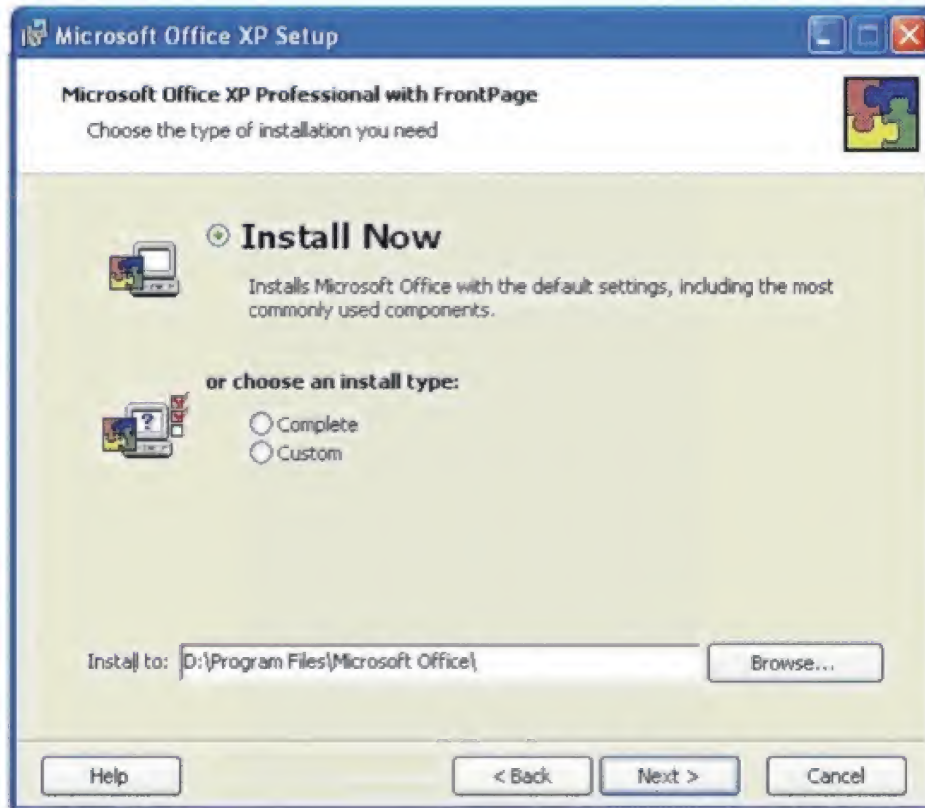 Microsoft Office XP Setup
Microsoft Office XP Professional with FrontPage
Choose the type of installation you need
Install Now
Installs Microsoft Office with the default settings, including the most
commonly used components.
or choose an install type:
?
Complete
Custom
Install to: D:\Program Files\Microsoft Office\ Browse...
Help < Back Next > Cancel